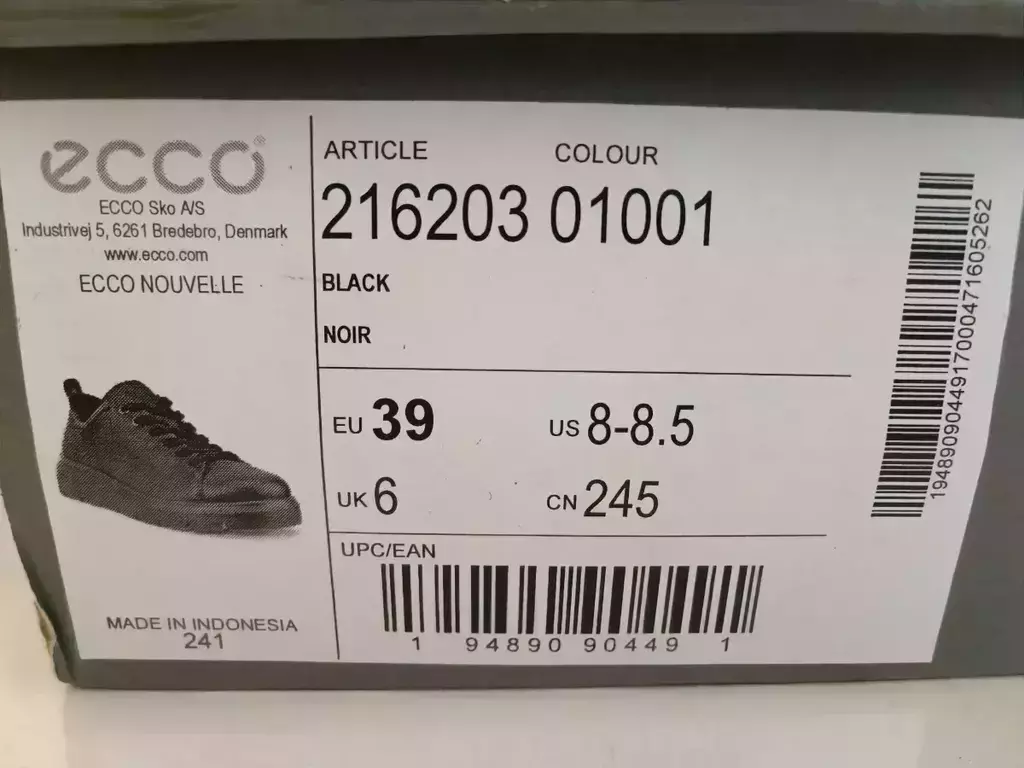 ecco®
ECCO Sko A/S
Industrivej 5, 6261 Bredebro, Denmark
www.ecco.com
ECCO NOUVELLE
MADE IN INDONESIA
241
ARTICLE COLOUR
216203 01001
BLACK
NOIR
EU 39 US 8-8.5
UK 6 CN 245
UPC/EAN
1 94890 90449 1
194890904491700047160​5262